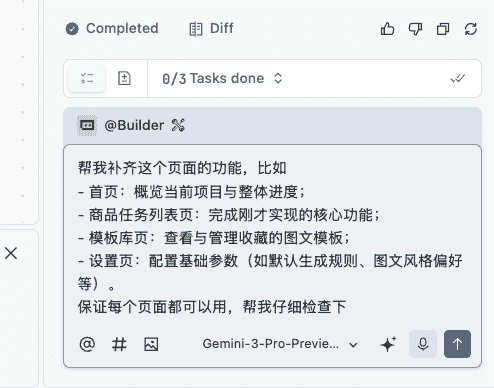 Completed Diff
0/3 Tasks done
@Builder
帮我补齐这个页面的功能，比如
- 首页：概览当前项目与整体进度；
- 商品任务列表页：完成刚才实现的核心功能；
- 模板库页：查看与管理收藏的图文模板；
- 设置页：配置基础参数（如默认生成规则、图文风格偏好
等）。
保证每个页面都可以用，帮我仔细检查下
@ # Gemini-3-Pro-Previe...